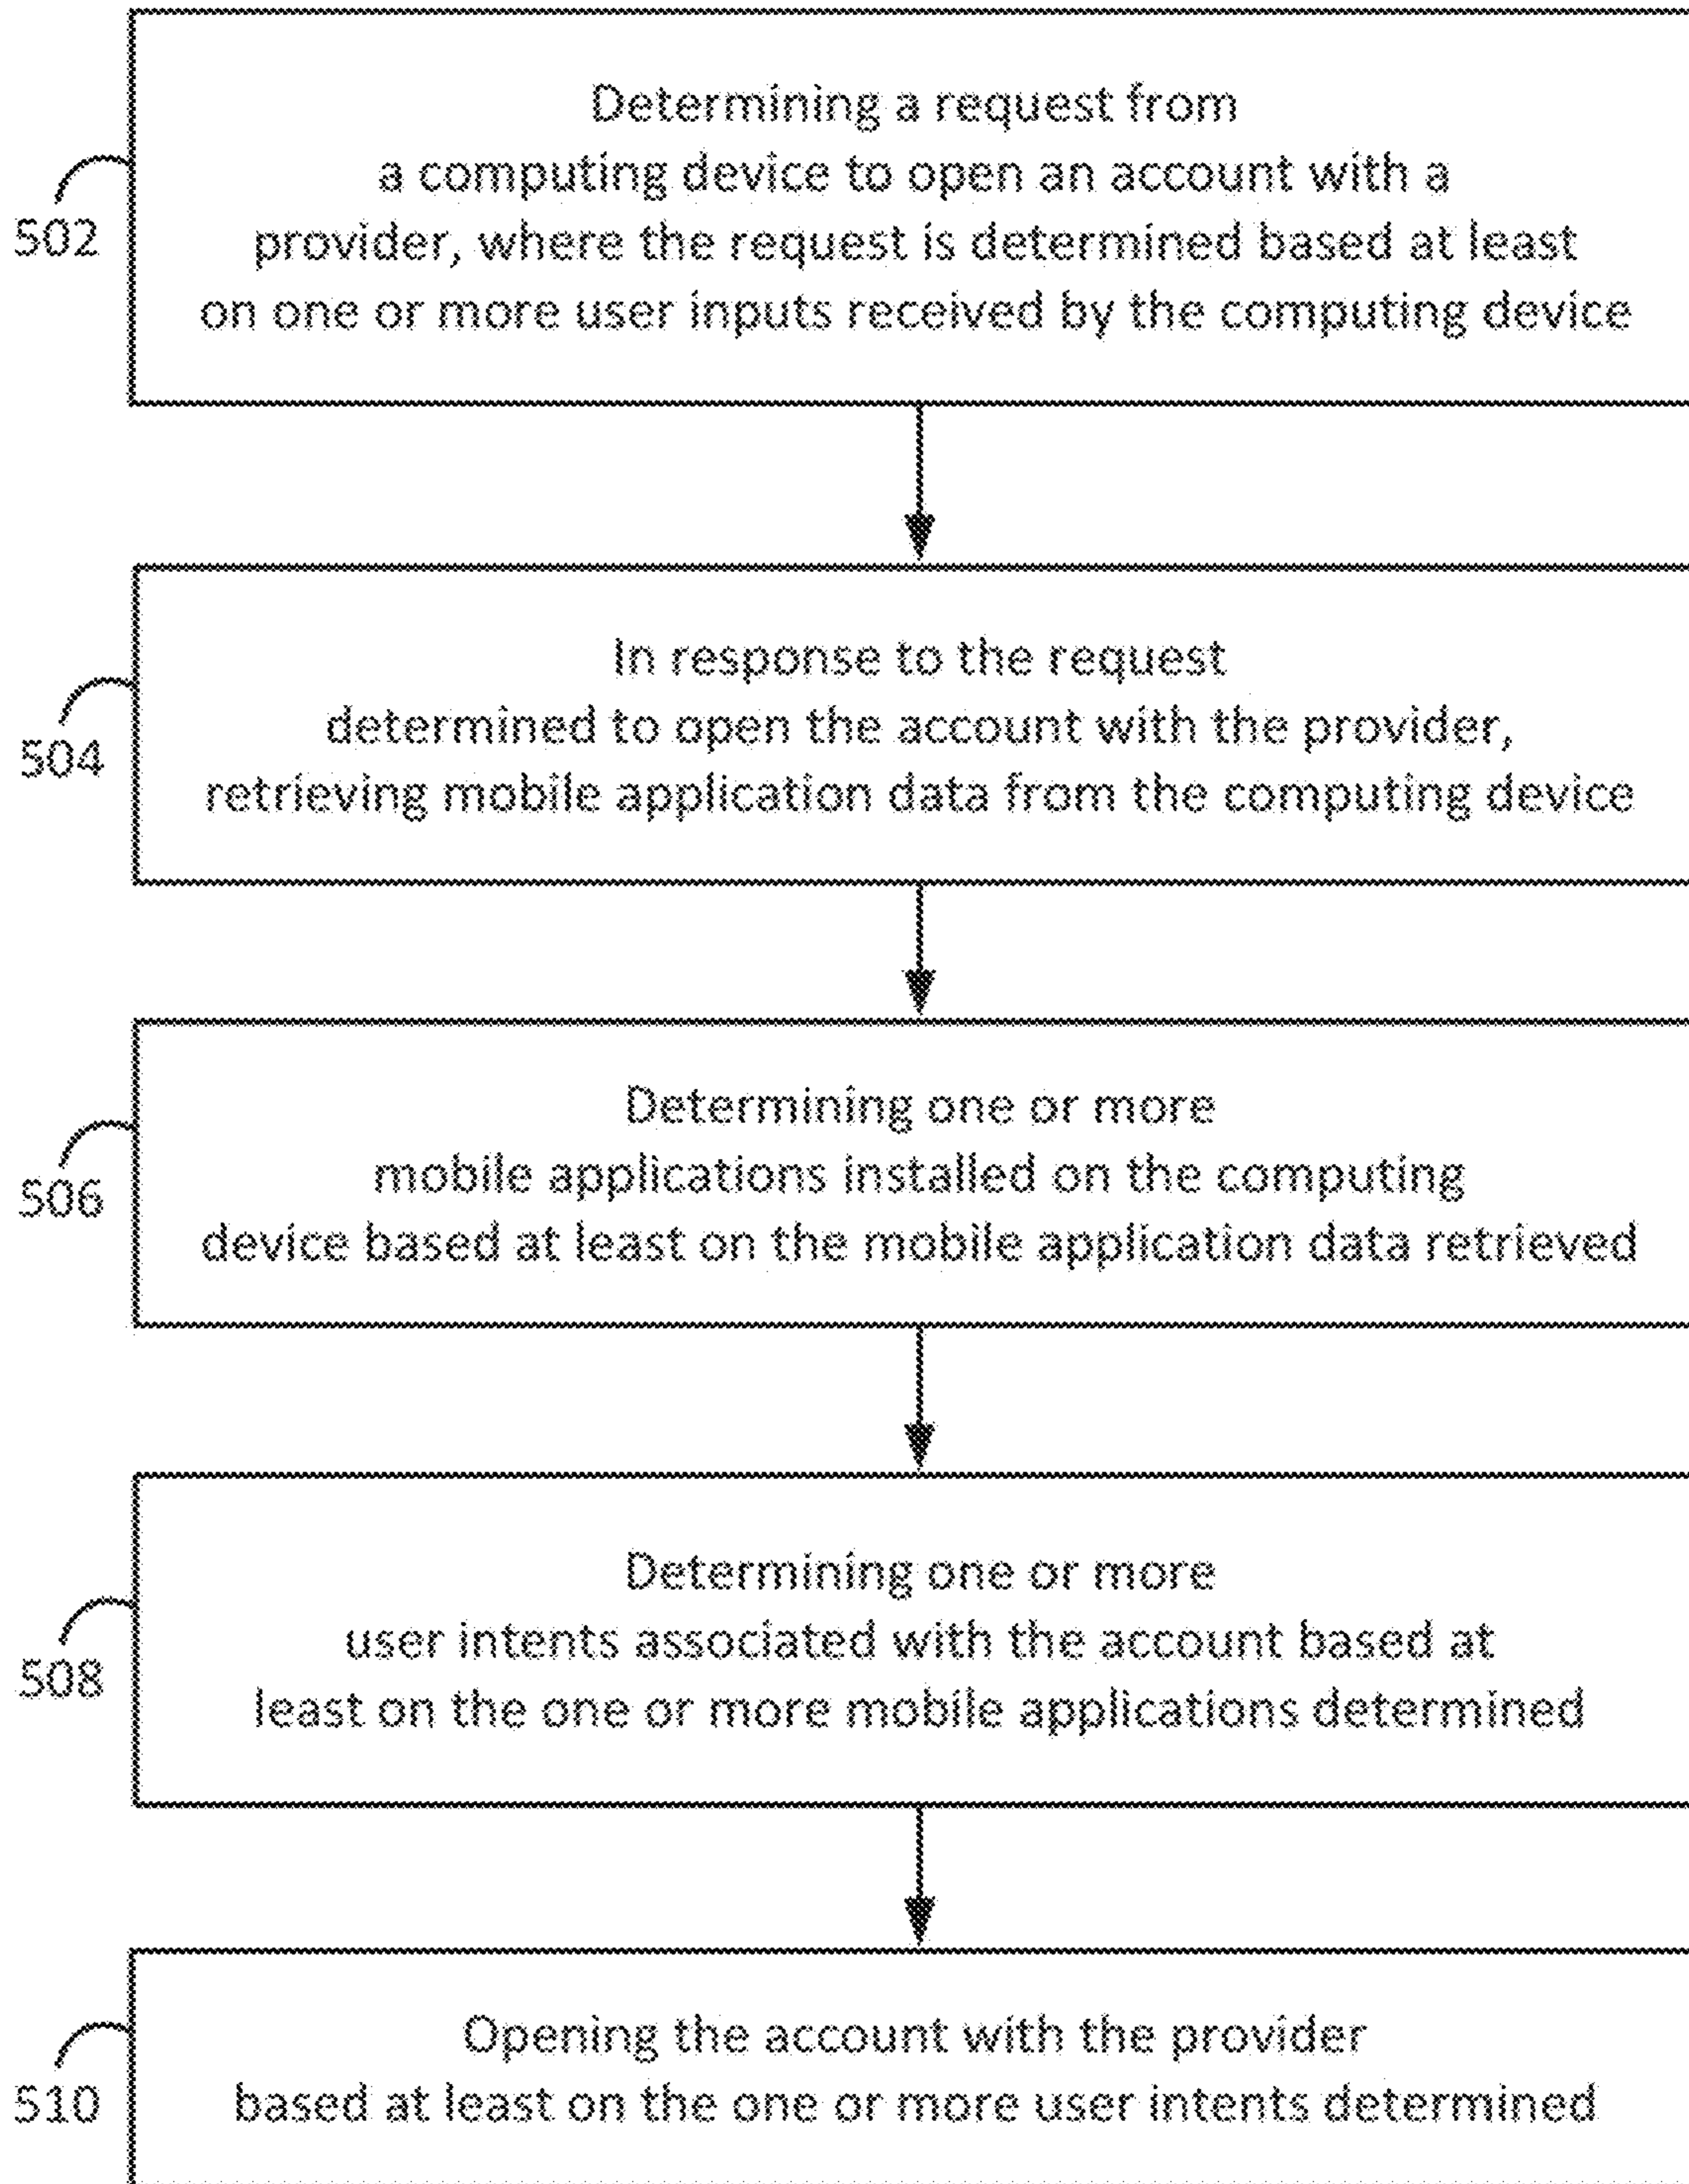 Determining a request from
a computing device to open an account with a
provider, where the request is determined based at least
on one or more user inputs received by the computing device
502
In response to the request
determined to open the account with the provider,
retrieving mobile application data from the computing device
504
Determining one or more
mobile applications installed on the computing
device based at least on the mobile application data retrieved
506
Determining one or more
user intents associated with the account based at
least on the one or more mobile applications determined
508
Opening the account with the provider
based at least on the one or more user intents determined
510